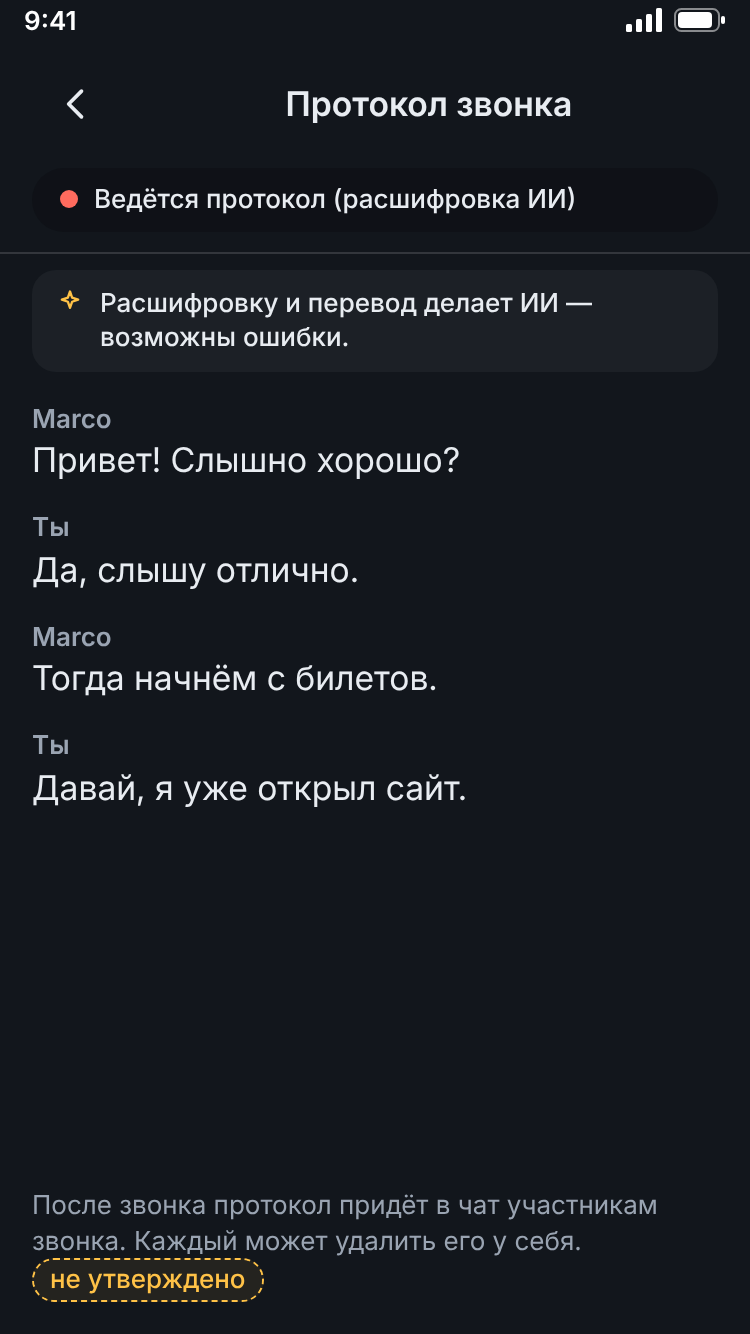 9:41
Протокол звонка
Ведётся протокол (расшифровка ИИ)
Расшифровку и перевод делает ИИ —
возможны ошибки.
Marco
Привет! Слышно хорошо?
Ты
Да, слышу отлично.
Marco
Тогда начнём с билетов.
Ты
Давай, я уже открыл сайт.
После звонка протокол придёт в чат участникам
звонка. Каждый может удалить его у себя.
не утверждено